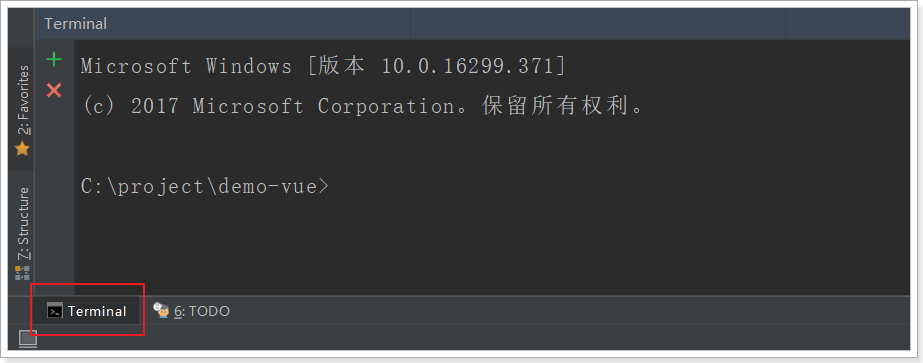 Terminal
Microsoft Windows [版本 10.0.16299.371]
(c) 2017 Microsoft Corporation。保留所有权利。
C:\project\demo-vue>
2: Favorites
7: Structure
Terminal
6: TODO